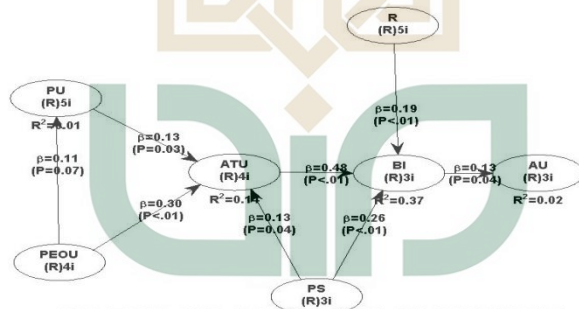 R
(R)5i
PU
(R)5i
R²=0.01
β=0.19
(P<.01)
β=0.13
(P=0.03)
β=0.11
(P=0.07)
ATU
(R)4i
R²=0.14
β=0.48
(P<.01)
BI
(R)3i
R²=0.37
β=0.13
(P=0.04)
AU
(R)3i
R²=0.02
β=0.30
(P<.01)
β=0.13
(P=0.04)
β=0.26
(P<.01)
PEOU
(R)4i
PS
(R)3i